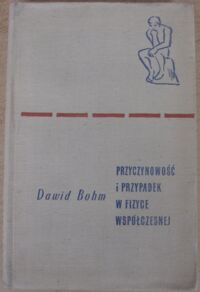 Dawid Bohm
PRZYCZYNOWOŚĆ
i PRZYPADEK
W FIZYCE
WSPÓŁCZESNEJ